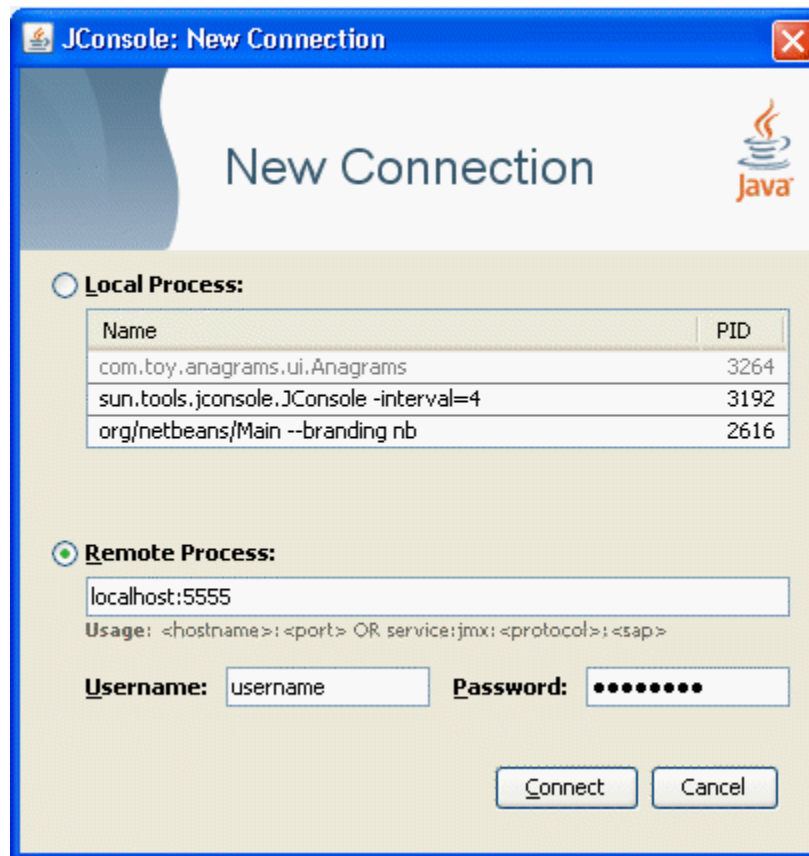 JConsole: New Connection
New Connection
Java
Local Process:
Name PID
com.toy.anagrams.ui.Anagrams 3264
sun.tools.jconsole.JConsole -interval=4 3192
org/netbeans/Main --branding nb 2616
Remote Process:
localhost:5555
Usage: <hostname>:<port> OR service:jmx:<protocol>:<sap>
Username: username Password: ●●●●●●●●
Connect Cancel